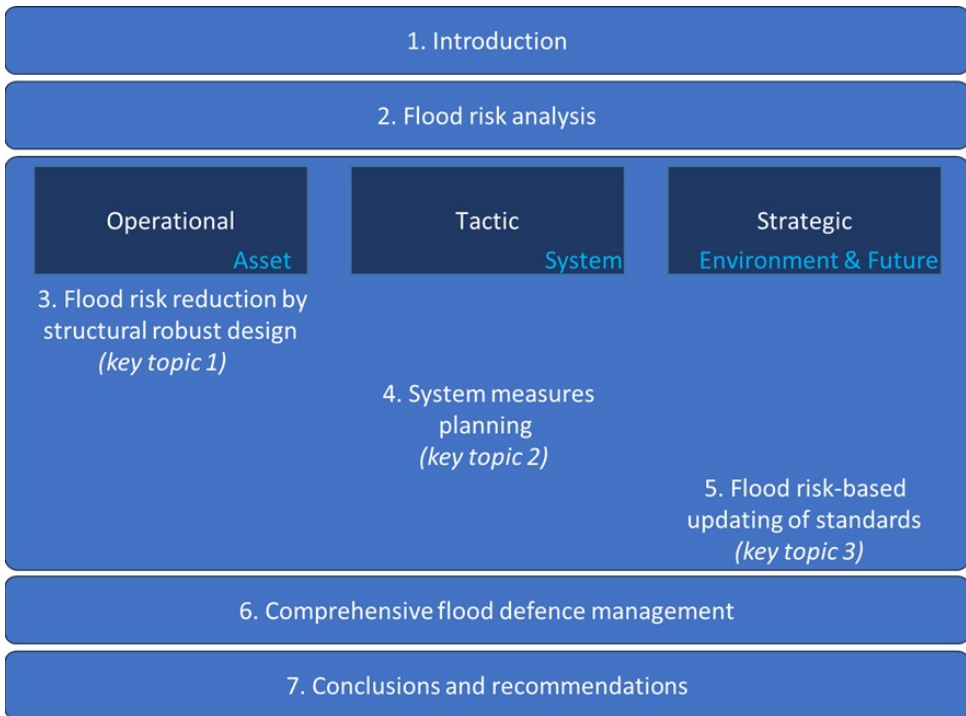 1. Introduction
2. Flood risk analysis
Operational
Asset
Tactic
System
Strategic
Environment & Future
3. Flood risk reduction by
structural robust design
(key topic 1)
4. System measures
planning
(key topic 2)
5. Flood risk-based
updating of standards
(key topic 3)
6. Comprehensive flood defence management
7. Conclusions and recommendations